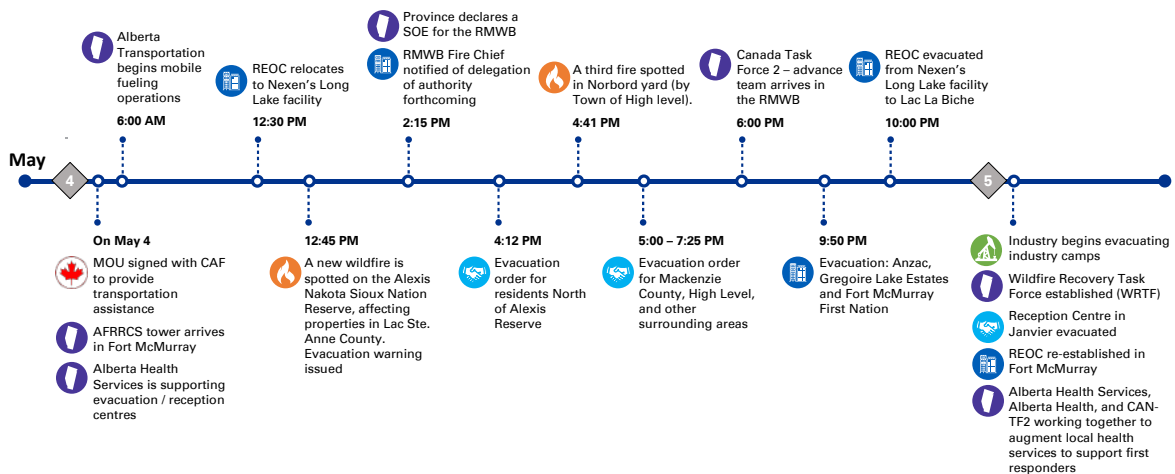 Alberta
Transportation
begins mobile
fueling
operations
6:00 AM
REOC relocates
to Nexen's Long
Lake facility
12:30 PM
Province declares a
SOE for the RMWB
RMWB Fire Chief
notified of delegation
of authority
forthcoming
2:15 PM
A third fire spotted
in Norbord yard (by
Town of High level).
4:41 PM
Canada Task
Force 2 – advance
team arrives in
the RMWB
6:00 PM
REOC evacuated
from Nexen's
Long Lake facility
to Lac La Biche
10:00 PM
May
4
5
On May 4
MOU signed with CAF
to provide
transportation
assistance
AFRRCS tower arrives
in Fort McMurray
Alberta Health
Services is supporting
evacuation / reception
centres
12:45 PM
A new wildfire is
spotted on the Alexis
Nakota Sioux Nation
Reserve, affecting
properties in Lac Ste.
Anne County.
Evacuation warning
issued
4:12 PM
Evacuation
order for
residents North
of Alexis
Reserve
5:00 – 7:25 PM
Evacuation order
for Mackenzie
County, High Level,
and other
surrounding areas
9:50 PM
Evacuation: Anzac,
Gregoire Lake Estates
and Fort McMurray
First Nation
Industry begins evacuating
industry camps
Wildfire Recovery Task
Force established (WRTF)
Reception Centre in
Janvier evacuated
REOC re-established in
Fort McMurray
Alberta Health Services,
Alberta Health, and CAN-
TF2 working together to
augment local health
services to support first
responders